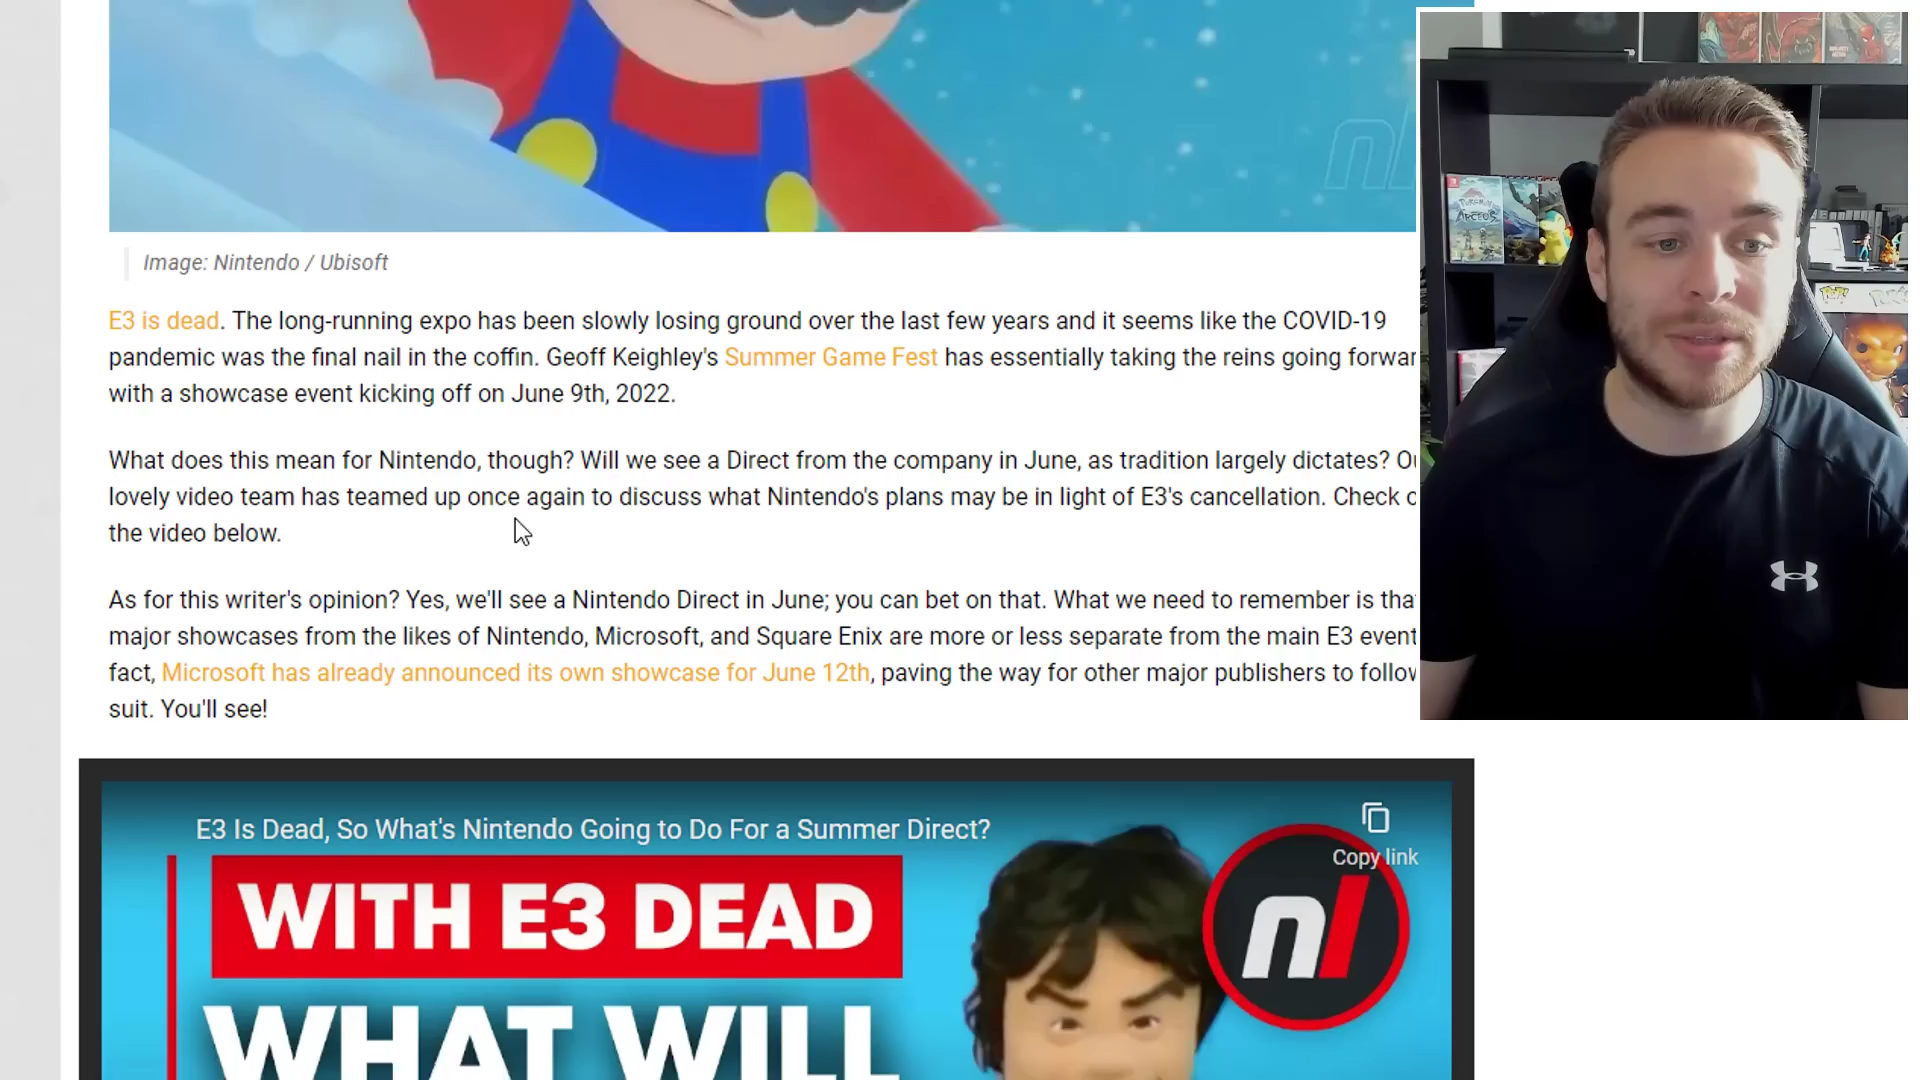 Image: Nintendo / Ubisoft
E3 is dead. The long-running expo has been slowly losing ground over the last few years and it seems like the COVID-19
pandemic was the final nail in the coffin. Geoff Keighley's Summer Game Fest has essentially taking the reins going forwar
with a showcase event kicking off on June 9th, 2022.
What does this mean for Nintendo, though? Will we see a Direct from the company in June, as tradition largely dictates? O
lovely video team has teamed up once again to discuss what Nintendo's plans may be in light of E3's cancellation. Check o
the video below.
As for this writer's opinion? Yes, we'll see a Nintendo Direct in June; you can bet on that. What we need to remember is tha
major showcases from the likes of Nintendo, Microsoft, and Square Enix are more or less separate from the main E3 event
fact, Microsoft has already announced its own showcase for June 12th, paving the way for other major publishers to follow
suit. You'll see!
E3 Is Dead, So What's Nintendo Going to Do For a Summer Direct?
Copy link
WITH E3 DEAD
nl
WHAT WILL
ARCEUS
POP!